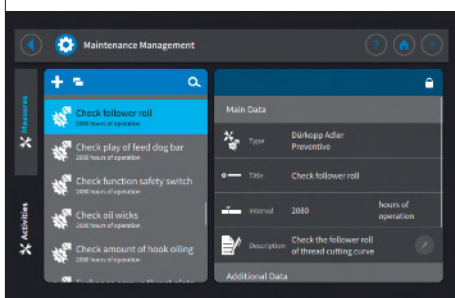 Maintenance Management
?
Measures
Activities
Check follower roll
2080 hours of operation
Check play of feed dog bar
2080 hours of operation
Check function safety switch
2080 hours of operation
Check oil wicks
2080 hours of operation
Check amount of hook oiling
2080 hours of operation
Main Data
Type
Dürkopp Adler
Preventive
Title
Check follower roll
Interval
2080
hours of
operation
Description
Check the follower roll
of thread cutting curve
Additional Data